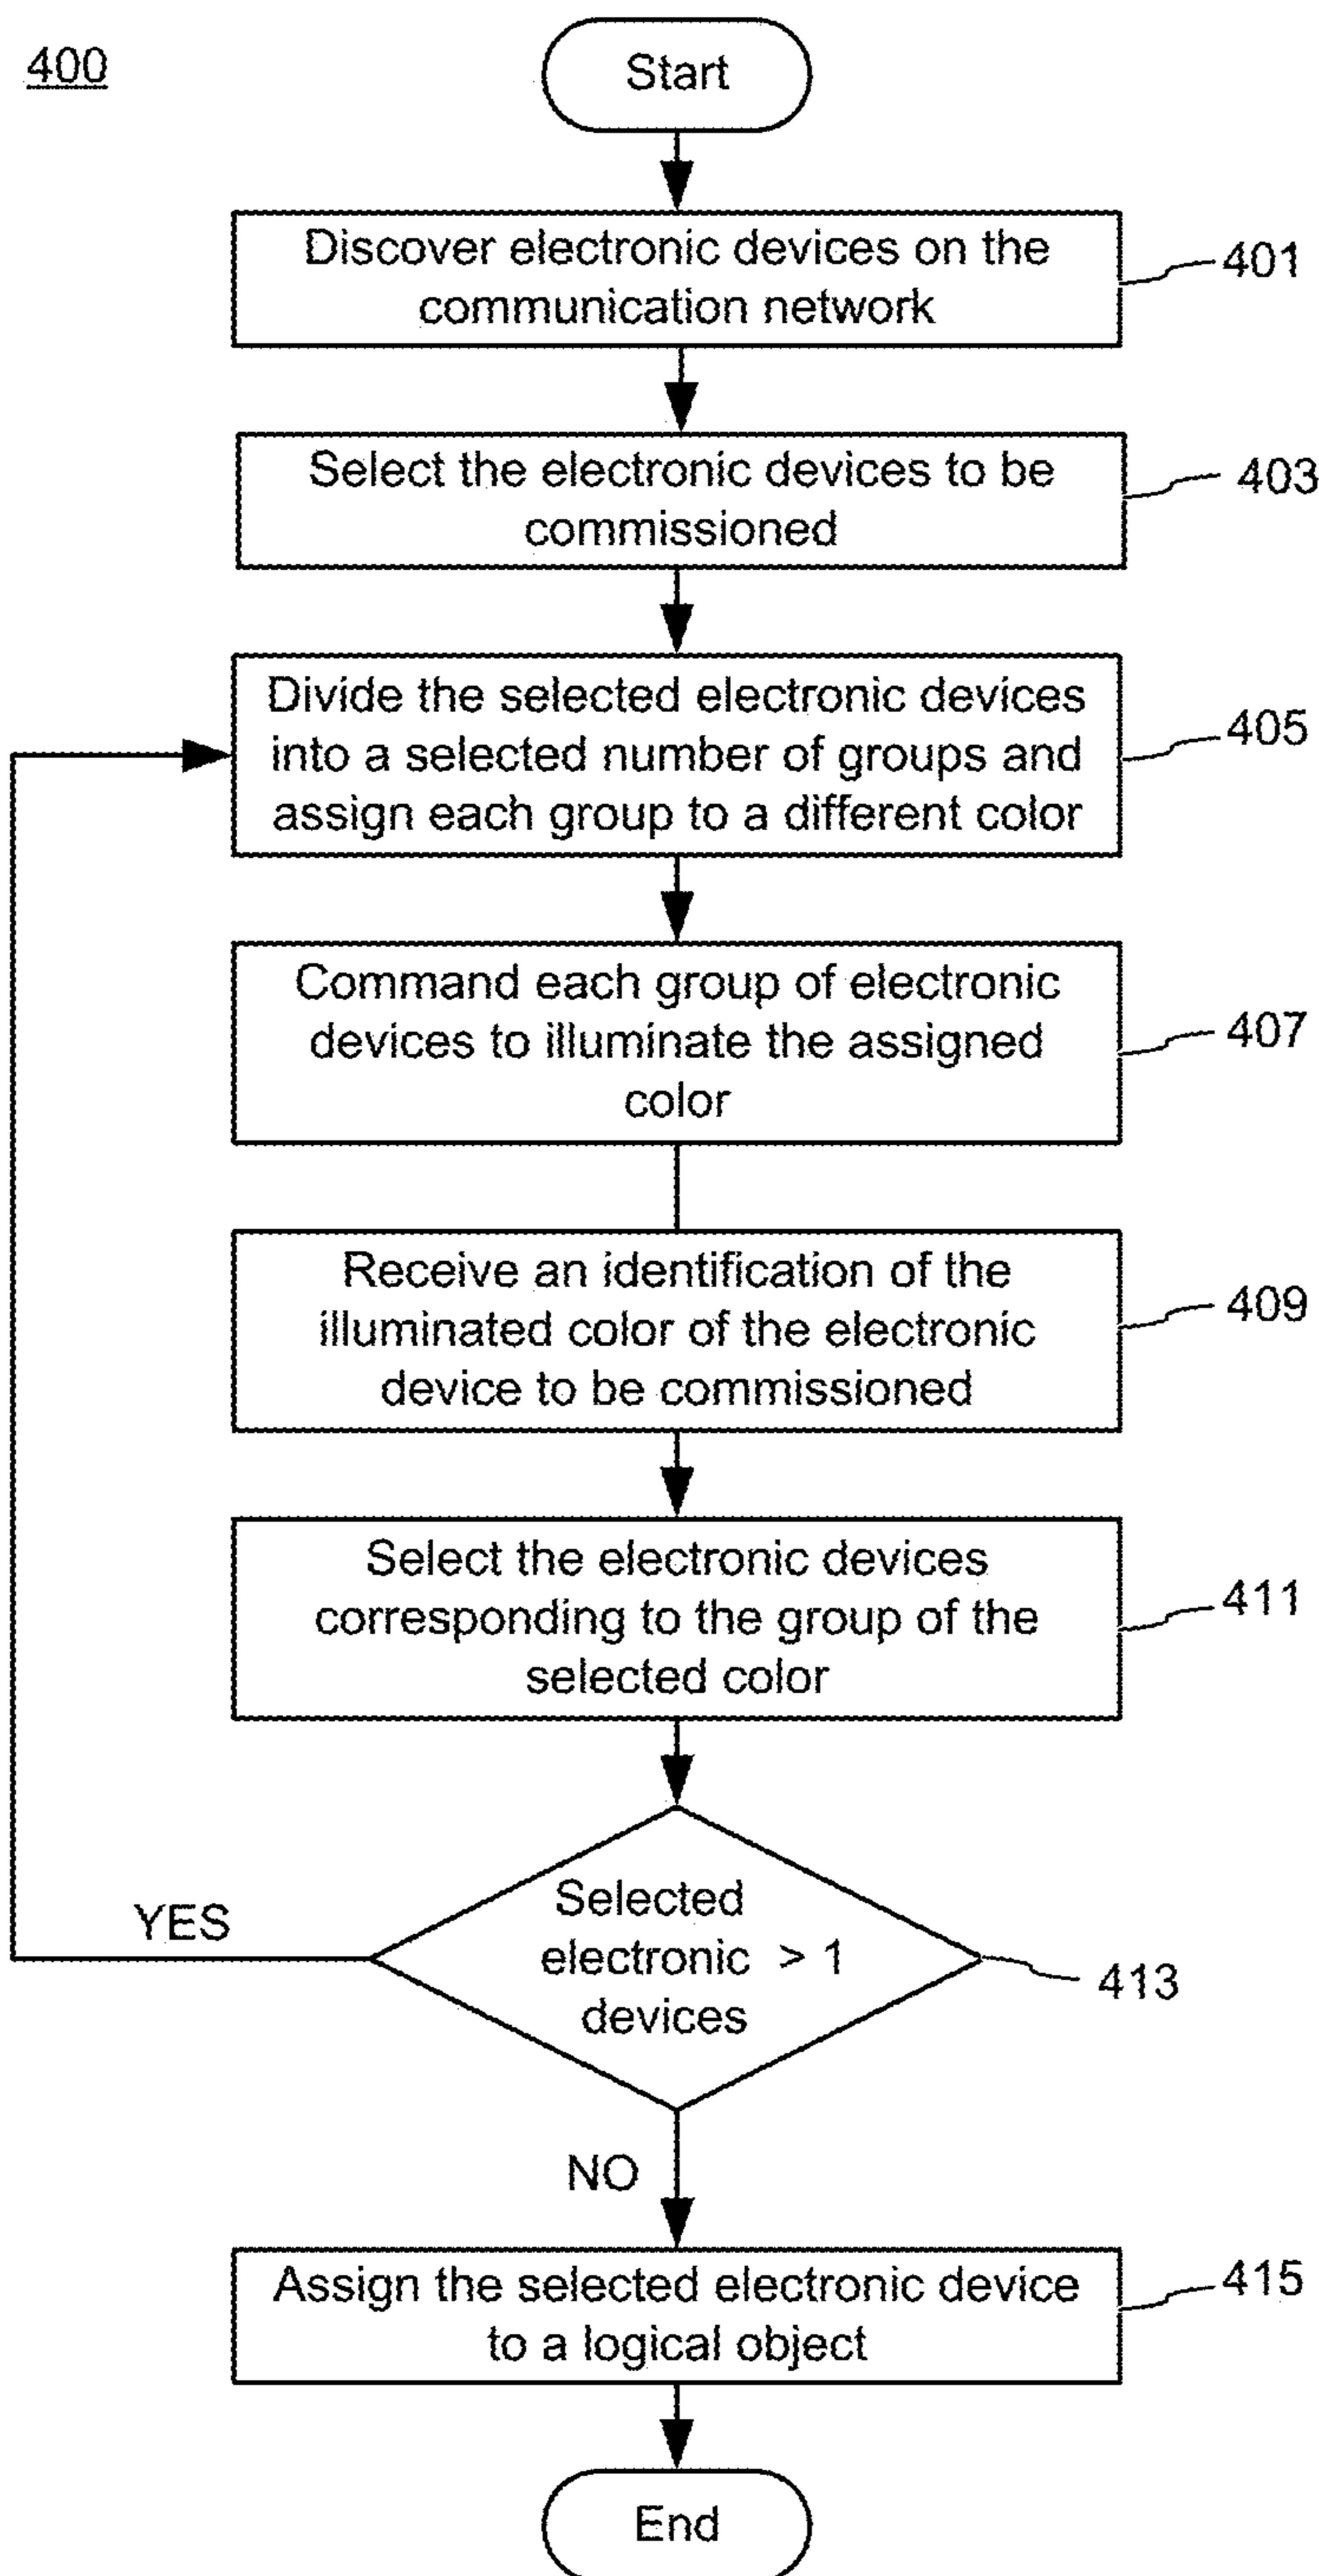 400
Start
Discover electronic devices on the
communication network
401
Select the electronic devices to be
commissioned
403
Divide the selected electronic devices
into a selected number of groups and
assign each group to a different color
405
Command each group of electronic
devices to illuminate the assigned
color
407
Receive an identification of the
illuminated color of the electronic
device to be commissioned
409
Select the electronic devices
corresponding to the group of the
selected color
411
Selected
electronic > 1
devices
413
YES
NO
Assign the selected electronic device
to a logical object
415
End